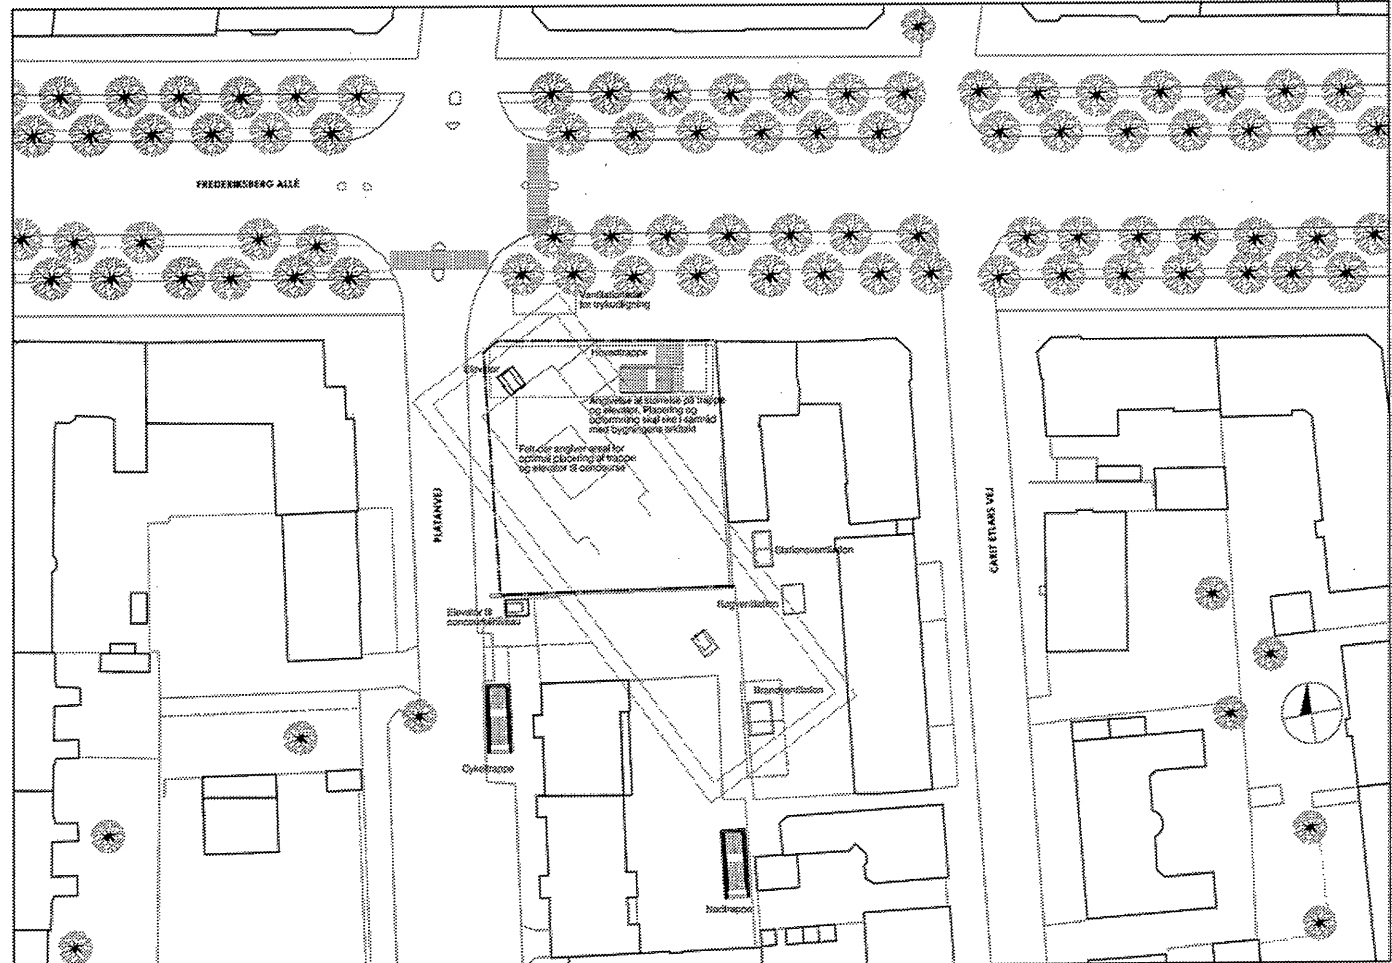 FREDERIKSBERG ALLÉ
Ventilationsrist
for trykudligning
Hovedtrappe
Elevator
Angivelse af størrelse på trappe
og elevator. Placering og
udformning skal ske i samråd
med bygningens arkitekt
Felt der angiver areal for
optimal placering af trappe
og elevator til concourse
PLATANVEJ
CARIT ETLARS VEJ
Stationsventilation
Røgventilation
Elevator til
concourseniveau
Brandventilation
Cykeltrappe
Nødtrappe